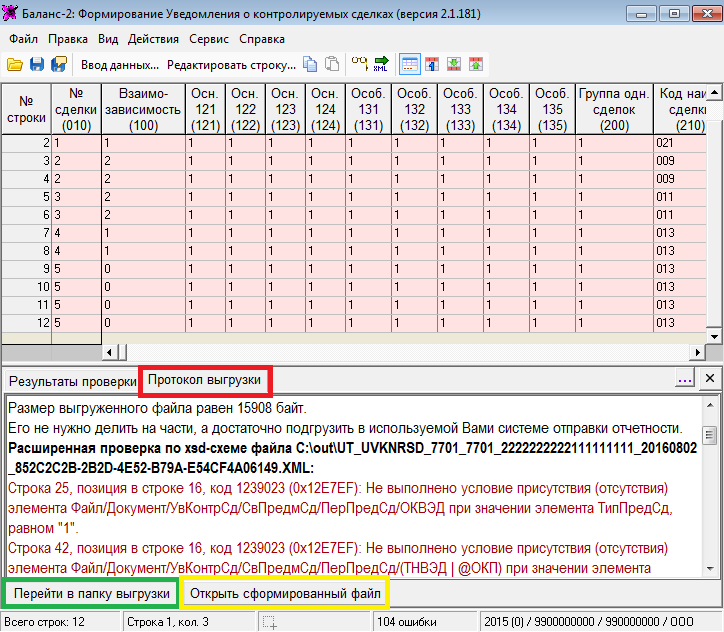 Баланс-2: Формирование Уведомления о контролируемых сделках (версия 2.1.181)
Файл Правка Вид Действия Сервис Справка
Ввод данных... Редактировать строку... XML
№ строки № сделки (010) Взаимо-зависимость (100) Осн. 121 (121) Осн. 122 (122) Осн. 123 (123) Осн. 124 (124) Особ. 131 (131) Особ. 132 (132) Особ. 133 (133) Особ. 134 (134) Особ. 135 (135) Группа одн. сделок (200) Код наи сделки (210)
2 1 1 1 1 1 1 1 1 1 1 1 1 021
3 2 2 1 1 1 1 1 1 1 1 1 1 009
4 2 2 1 1 1 1 1 1 1 1 1 1 009
5 3 2 1 1 1 1 1 1 1 1 1 1 011
6 3 2 1 1 1 1 1 1 1 1 1 1 011
7 4 1 1 1 1 1 1 1 1 1 1 1 013
8 4 1 1 1 1 1 1 1 1 1 1 1 013
9 5 0 1 1 1 1 1 1 1 1 1 1 013
10 5 0 1 1 1 1 1 1 1 1 1 1 013
11 5 0 1 1 1 1 1 1 1 1 1 1 013
12 5 0 1 1 1 1 1 1 1 1 1 1 013
Результаты проверки Протокол выгрузки ...
Размер выгруженного файла равен 15908 байт.
Его не нужно делить на части, а достаточно подгрузить в используемой Вами системе отправки отчетности.
Расширенная проверка по xsd-схеме файла C:\out\UT_UVKNRSD_7701_7701_2222222222111111111_20160802
_852C2C2B-2B2D-4E52-B79A-E54CF4A06149.XML:
Строка 25, позиция в строке 16, код 1239023 (0x12E7EF): Не выполнено условие присутствия (отсутствия)
элемента Файл/Документ/УвКонтрСд/СвПредмСд/ПерПредСд/ОКВЭД при значении элемента ТипПредСд,
равном "1".
Строка 42, позиция в строке 16, код 1239023 (0x12E7EF): Не выполнено условие присутствия (отсутствия)
элемента Файл/Документ/УвКонтрСд/СвПредмСд/ПерПредСд/(ТНВЭД | @ОКП) при значении элемента
Перейти в папку выгрузки Открыть сформированный файл
Всего строк: 12 Строка 1, кол. 3 104 ошибки 2015 (0) / 9900000000 / 990000000 / ООО